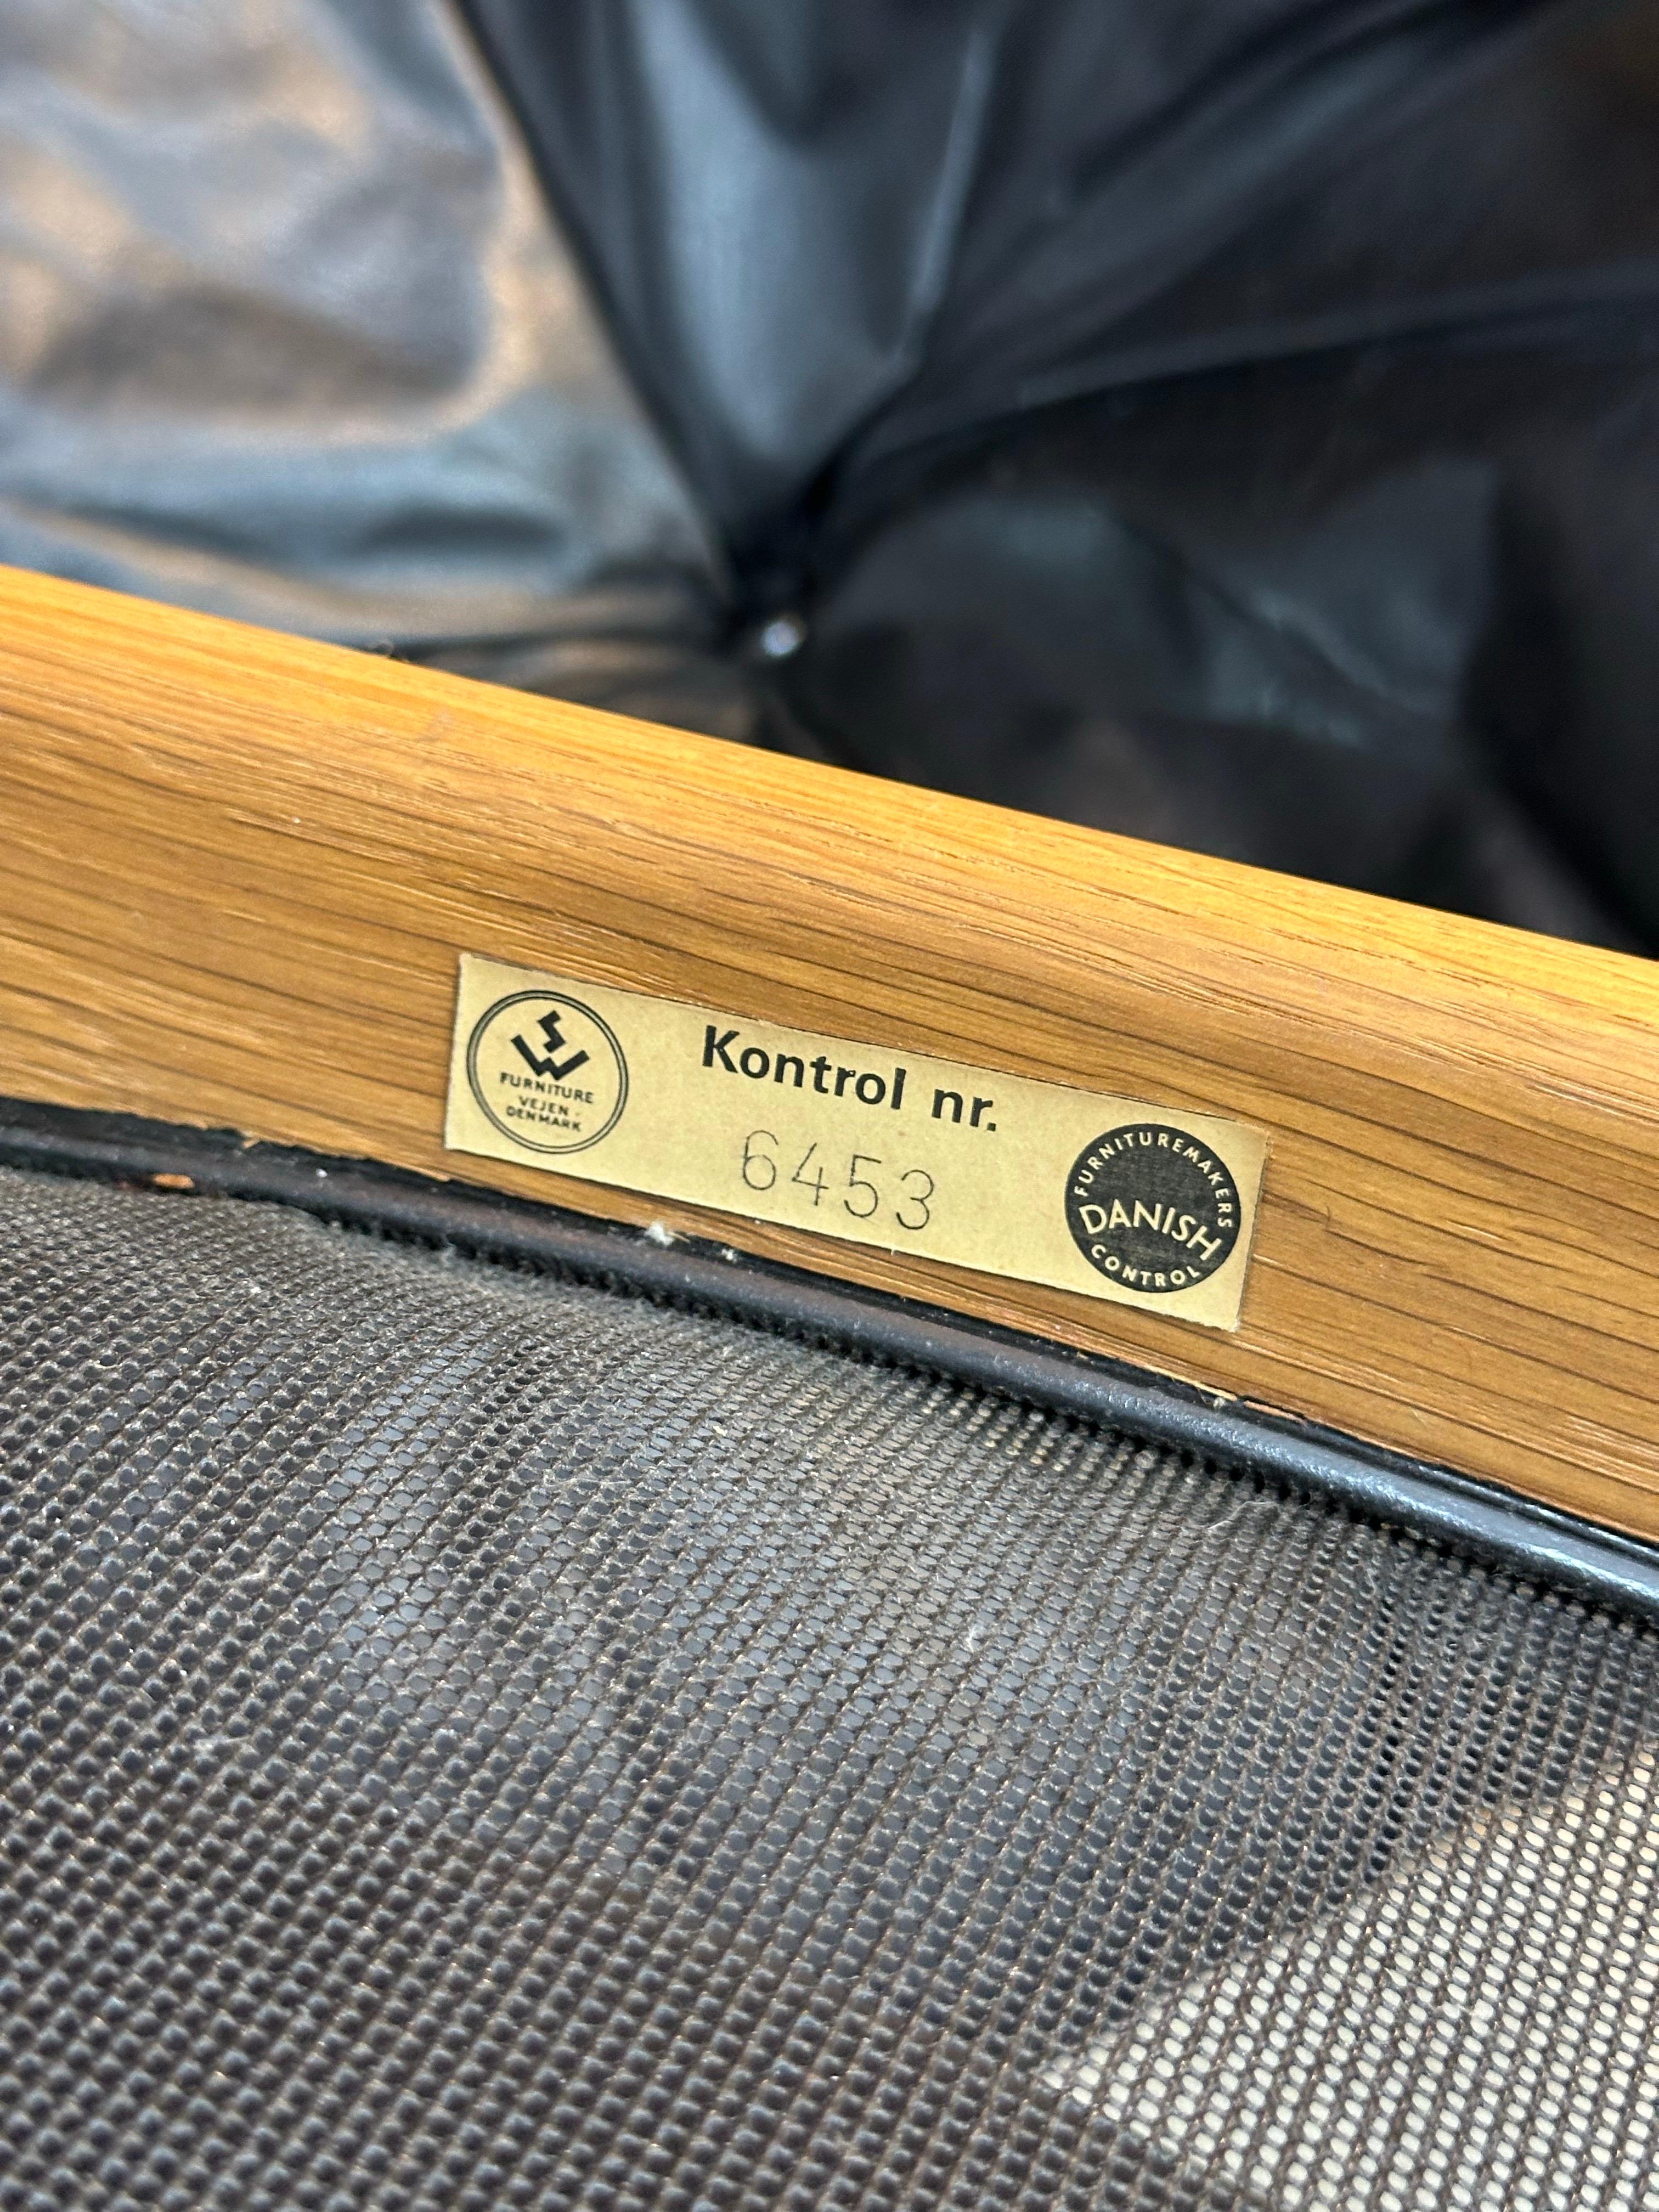 SW
FURNITURE
VEJEN -
DENMARK
Kontrol nr.
6453
FURNITUREMAKERS
DANISH
CONTROL